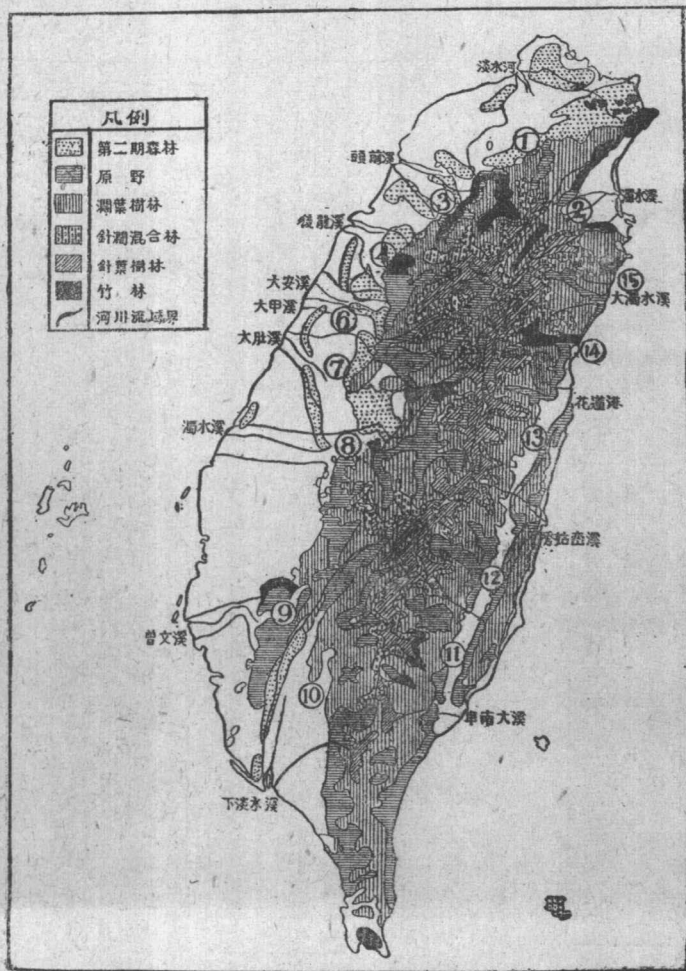 凡例
第二期森林
原野
濶葉樹林
針濶混合林
針葉樹林
竹林
河川流域界
淡水河
①
頭前溪
③
②
濁水溪
後龍溪
大安溪
⑮
大濁水溪
大甲溪
⑥
大肚溪
⑦
⑭
花蓮港
濁水溪
⑧
⑬
秀姑巒溪
⑫
⑨
曾文溪
⑪
⑩
卑南大溪
下淡水溪